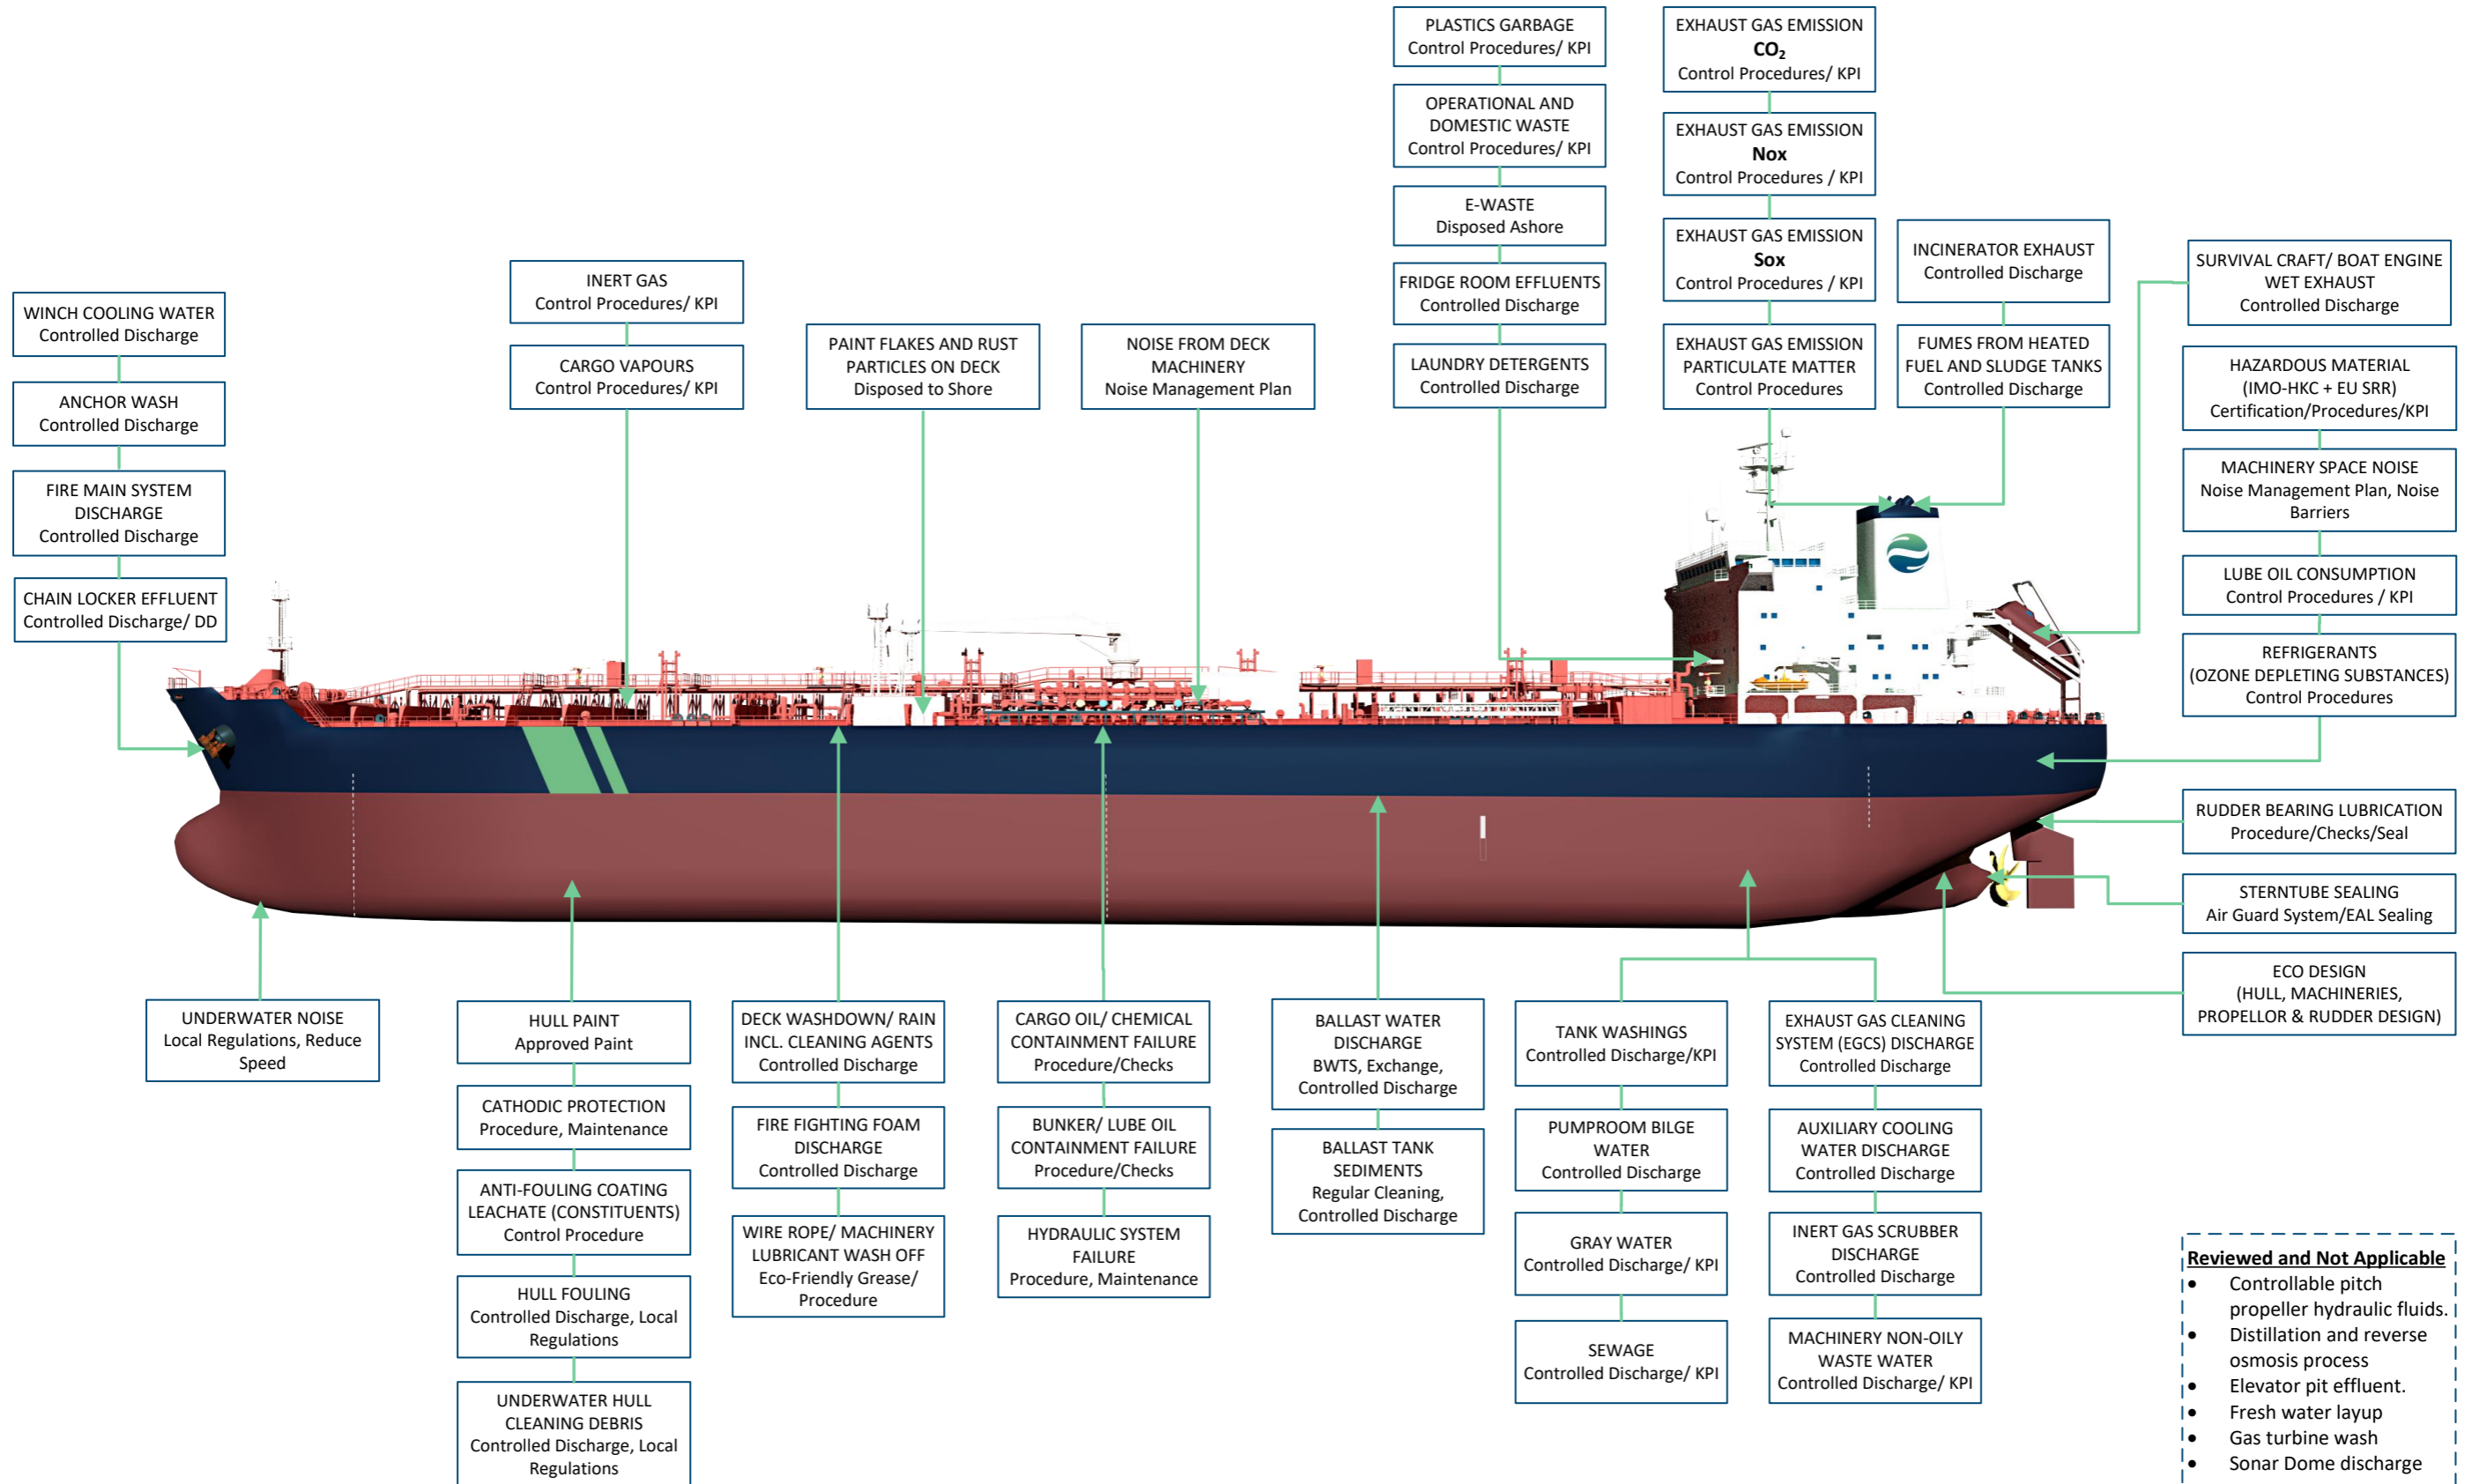 PLASTICS GARBAGE
Control Procedures/ KPI
OPERATIONAL AND
DOMESTIC WASTE
Control Procedures/ KPI
E-WASTE
Disposed Ashore
FRIDGE ROOM EFFLUENTS
Controlled Discharge
LAUNDRY DETERGENTS
Controlled Discharge
EXHAUST GAS EMISSION
CO₂
Control Procedures/ KPI
EXHAUST GAS EMISSION
Nox
Control Procedures / KPI
EXHAUST GAS EMISSION
Sox
Control Procedures / KPI
EXHAUST GAS EMISSION
PARTICULATE MATTER
Control Procedures
INCINERATOR EXHAUST
Controlled Discharge
FUMES FROM HEATED
FUEL AND SLUDGE TANKS
Controlled Discharge
SURVIVAL CRAFT/ BOAT ENGINE
WET EXHAUST
Controlled Discharge
HAZARDOUS MATERIAL
(IMO-HKC + EU SRR)
Certification/Procedures/KPI
MACHINERY SPACE NOISE
Noise Management Plan, Noise
Barriers
LUBE OIL CONSUMPTION
Control Procedures / KPI
REFRIGERANTS
(OZONE DEPLETING SUBSTANCES)
Control Procedures
RUDDER BEARING LUBRICATION
Procedure/Checks/Seal
STERNTUBE SEALING
Air Guard System/EAL Sealing
ECO DESIGN
(HULL, MACHINERIES,
PROPELLOR & RUDDER DESIGN)
WINCH COOLING WATER
Controlled Discharge
ANCHOR WASH
Controlled Discharge
FIRE MAIN SYSTEM
DISCHARGE
Controlled Discharge
CHAIN LOCKER EFFLUENT
Controlled Discharge/ DD
INERT GAS
Control Procedures/ KPI
CARGO VAPOURS
Control Procedures/ KPI
PAINT FLAKES AND RUST
PARTICLES ON DECK
Disposed to Shore
NOISE FROM DECK
MACHINERY
Noise Management Plan
UNDERWATER NOISE
Local Regulations, Reduce
Speed
HULL PAINT
Approved Paint
CATHODIC PROTECTION
Procedure, Maintenance
ANTI-FOULING COATING
LEACHATE (CONSTITUENTS)
Control Procedure
HULL FOULING
Controlled Discharge, Local
Regulations
UNDERWATER HULL
CLEANING DEBRIS
Controlled Discharge, Local
Regulations
DECK WASHDOWN/ RAIN
INCL. CLEANING AGENTS
Controlled Discharge
FIRE FIGHTING FOAM
DISCHARGE
Controlled Discharge
WIRE ROPE/ MACHINERY
LUBRICANT WASH OFF
Eco-Friendly Grease/
Procedure
CARGO OIL/ CHEMICAL
CONTAINMENT FAILURE
Procedure/Checks
BUNKER/ LUBE OIL
CONTAINMENT FAILURE
Procedure/Checks
HYDRAULIC SYSTEM
FAILURE
Procedure, Maintenance
BALLAST WATER
DISCHARGE
BWTS, Exchange,
Controlled Discharge
BALLAST TANK
SEDIMENTS
Regular Cleaning,
Controlled Discharge
TANK WASHINGS
Controlled Discharge/KPI
PUMPROOM BILGE
WATER
Controlled Discharge
GRAY WATER
Controlled Discharge/ KPI
SEWAGE
Controlled Discharge/ KPI
EXHAUST GAS CLEANING
SYSTEM (EGCS) DISCHARGE
Controlled Discharge
AUXILIARY COOLING
WATER DISCHARGE
Controlled Discharge
INERT GAS SCRUBBER
DISCHARGE
Controlled Discharge
MACHINERY NON-OILY
WASTE WATER
Controlled Discharge/ KPI
Reviewed and Not Applicable
• Controllable pitch
propeller hydraulic fluids.
• Distillation and reverse
osmosis process
• Elevator pit effluent.
• Fresh water layup
• Gas turbine wash
• Sonar Dome discharge